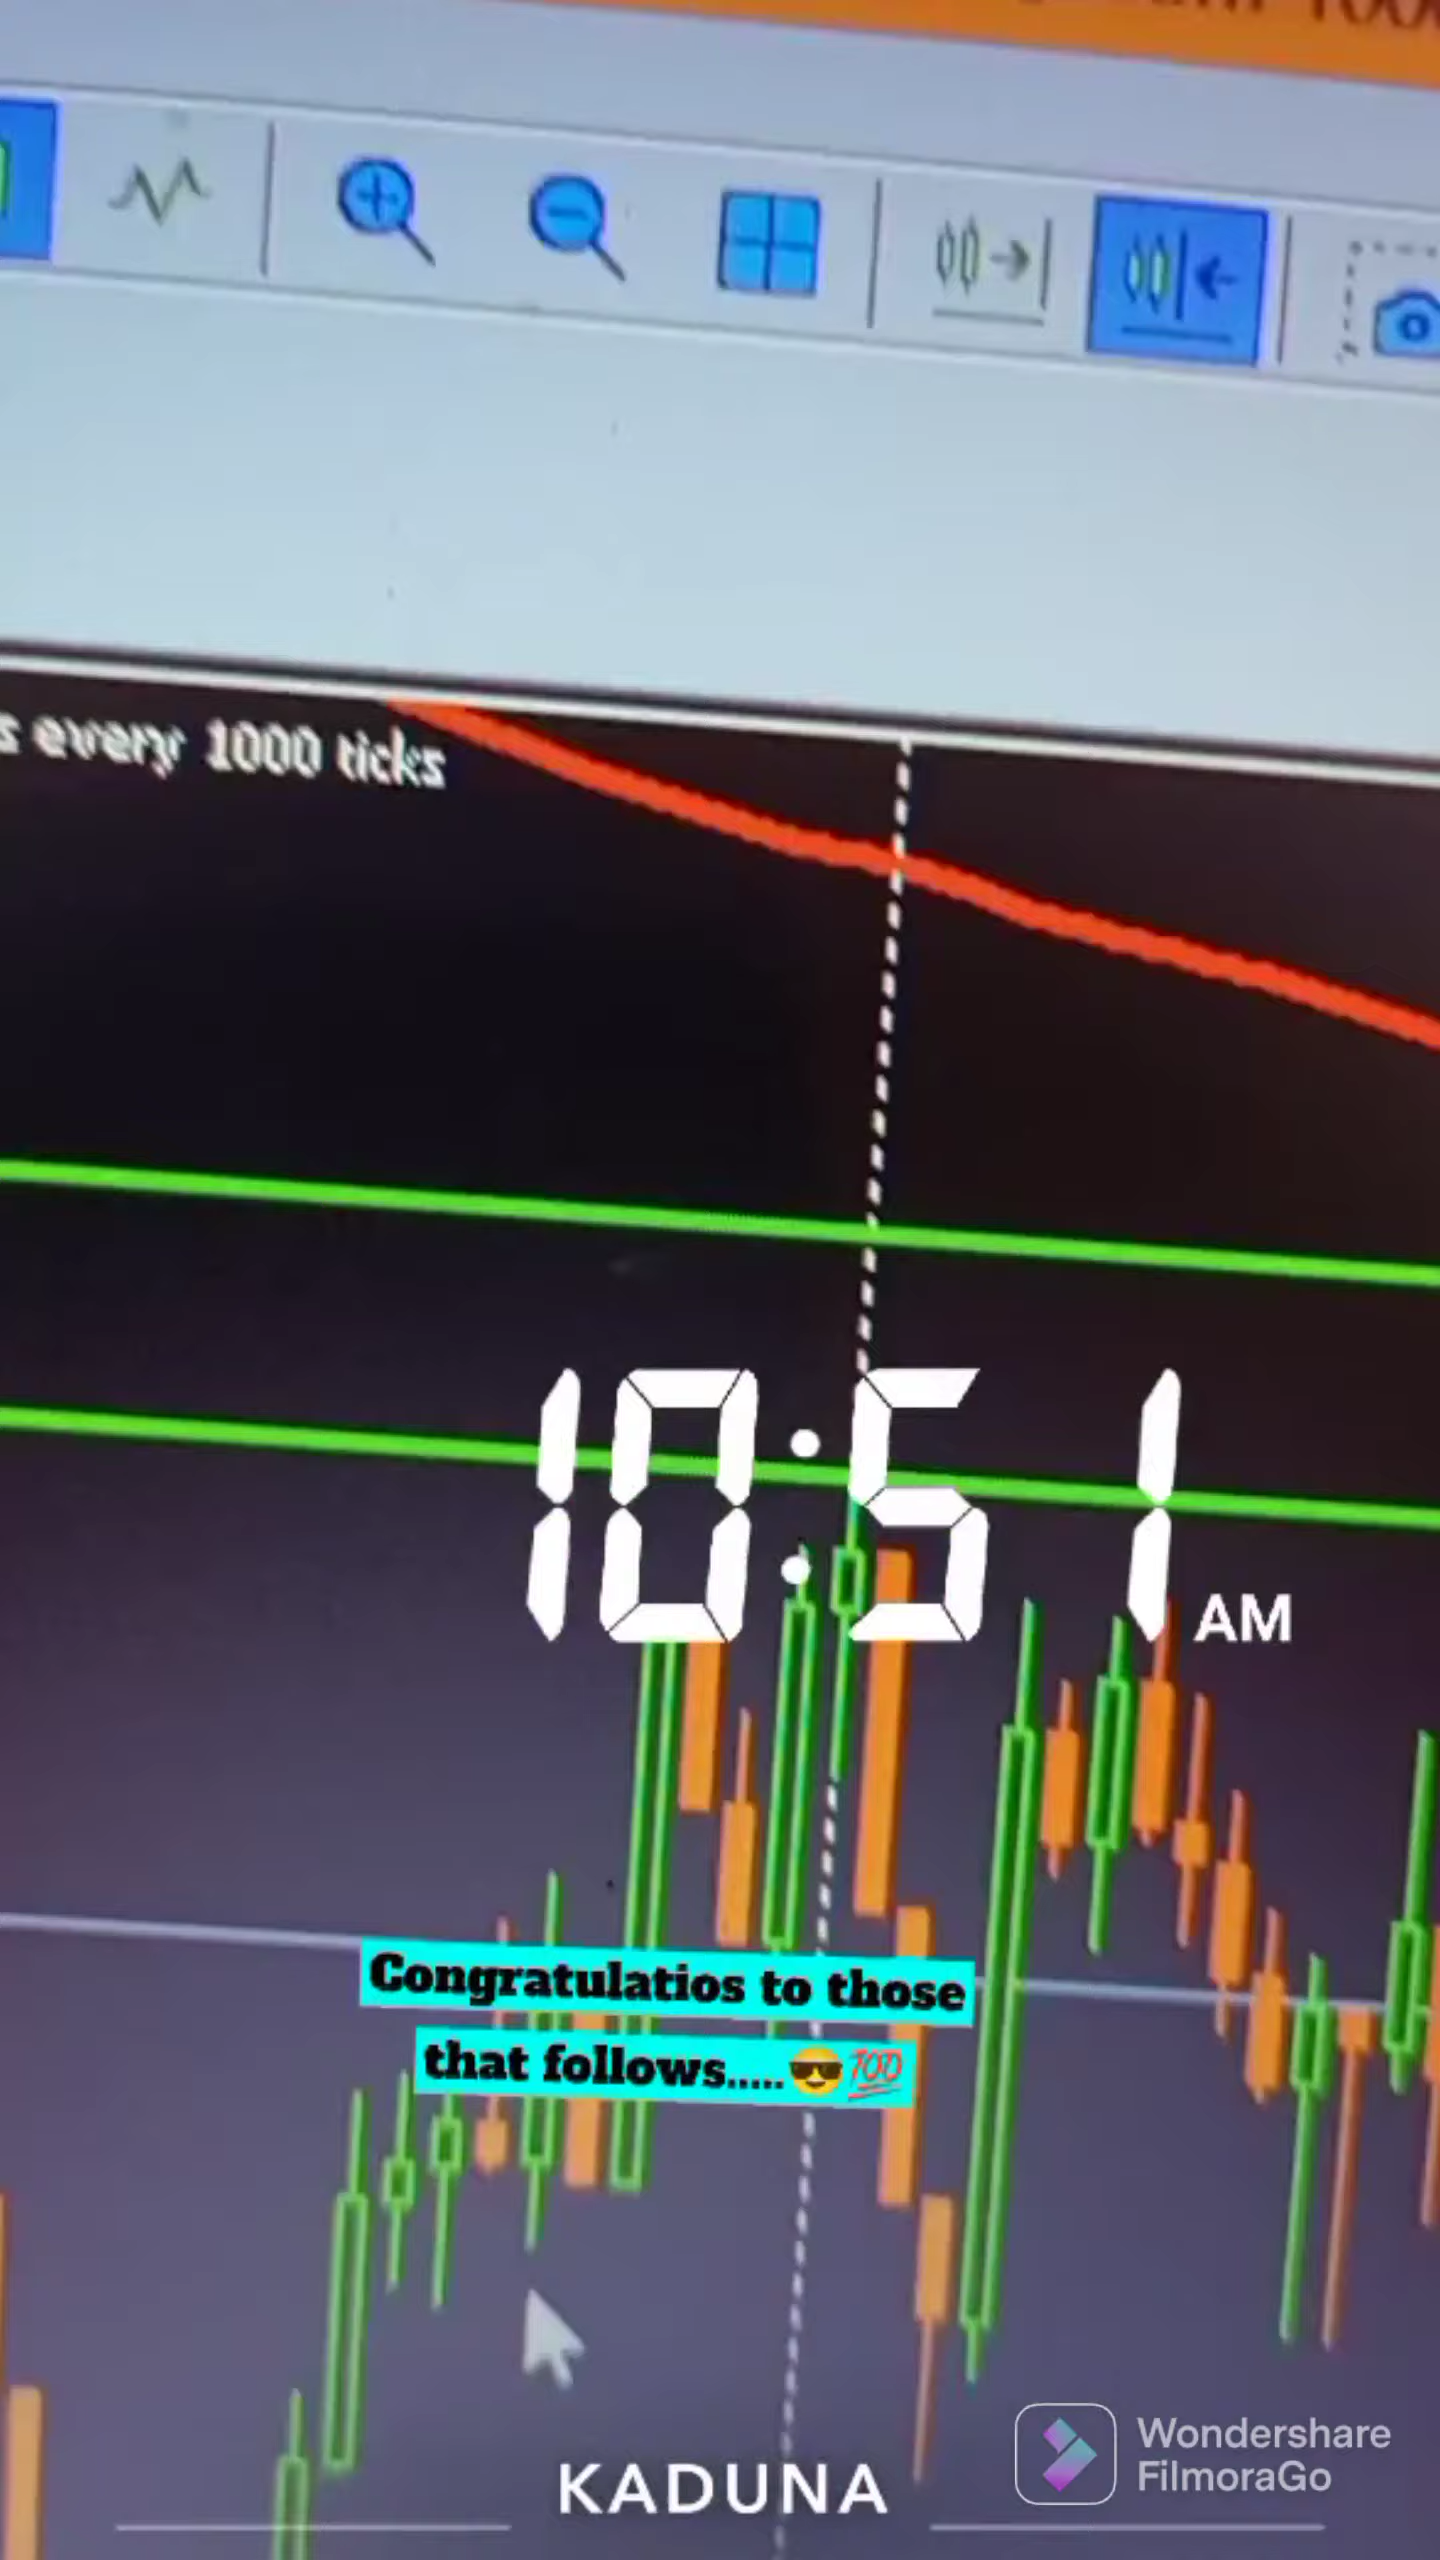 s every 1000 ticks
10:51 AM
Congratulatios to those
that follows.....😎💯
Wondershare
FilmoraGo
KADUNA